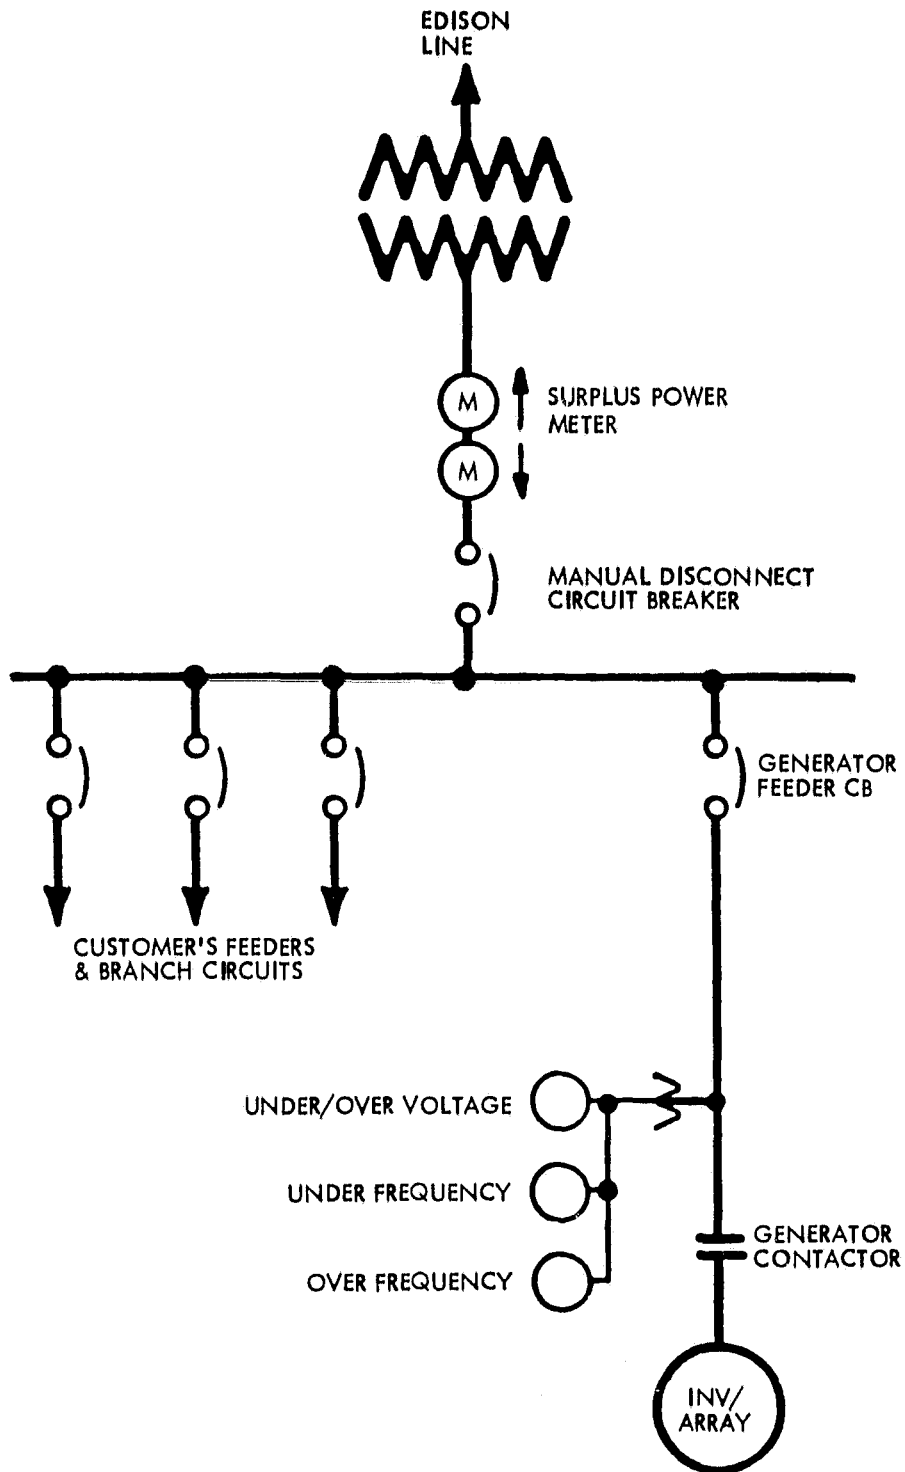 EDISON
LINE
M
SURPLUS POWER
METER
M
MANUAL DISCONNECT
CIRCUIT BREAKER
GENERATOR
FEEDER CB
CUSTOMER'S FEEDERS
& BRANCH CIRCUITS
UNDER/OVER VOLTAGE
UNDER FREQUENCY
GENERATOR
CONTACTOR
OVER FREQUENCY
INV/
ARRAY